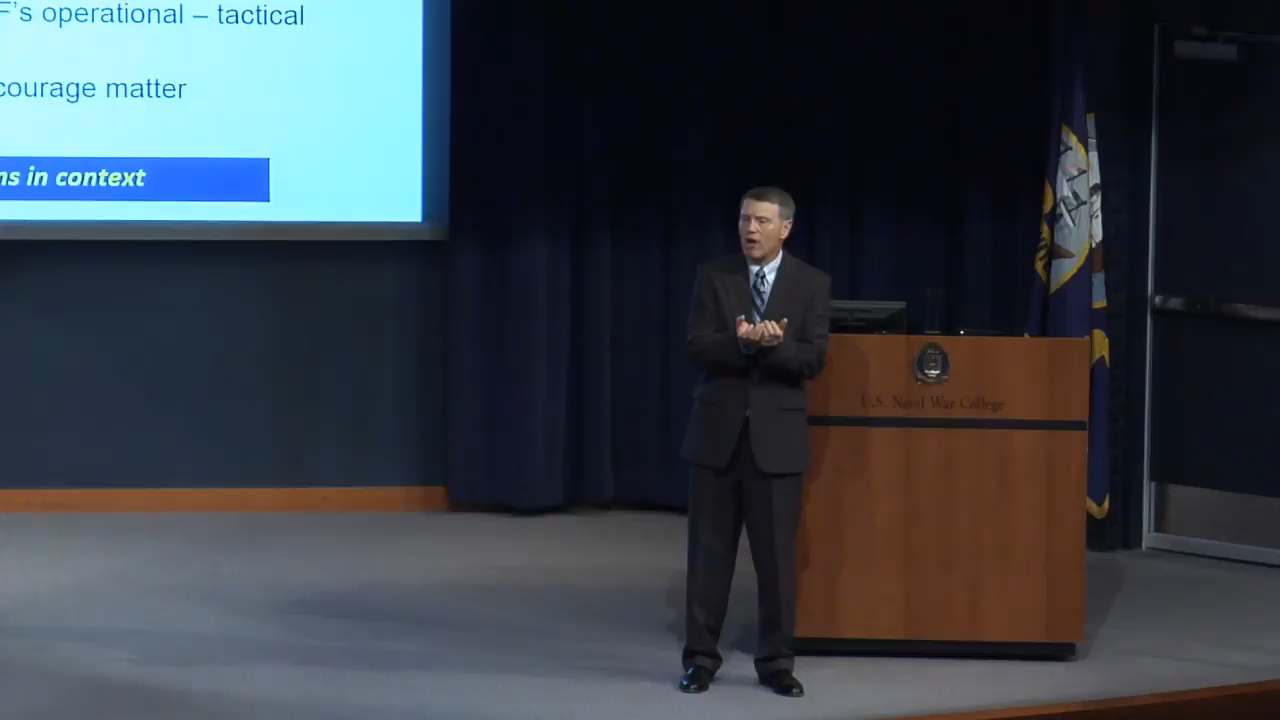 F's operational – tactical
courage matter
ns in context
U.S. Naval War College